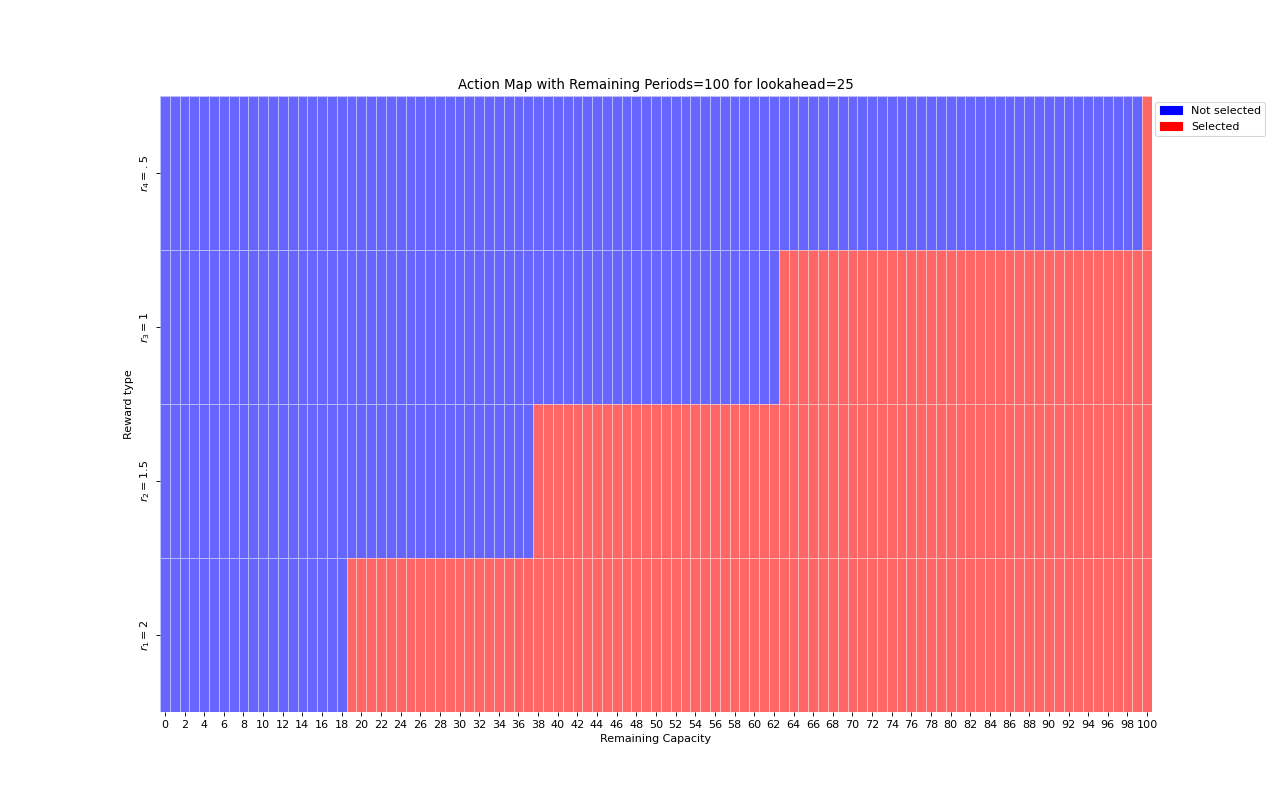 Action Map with Remaining Periods=100 for lookahead=25
Not selected
Selected
r₄ = .5
r₃ = 1
r₂ = 1.5
r₁ = 2
Reward type
0 2 4 6 8 10 12 14 16 18 20 22 24 26 28 30 32 34 36 38 40 42 44 46 48 50 52 54 56 58 60 62 64 66 68 70 72 74 76 78 80 82 84 86 88 90 92 94 96 98 100
Remaining Capacity